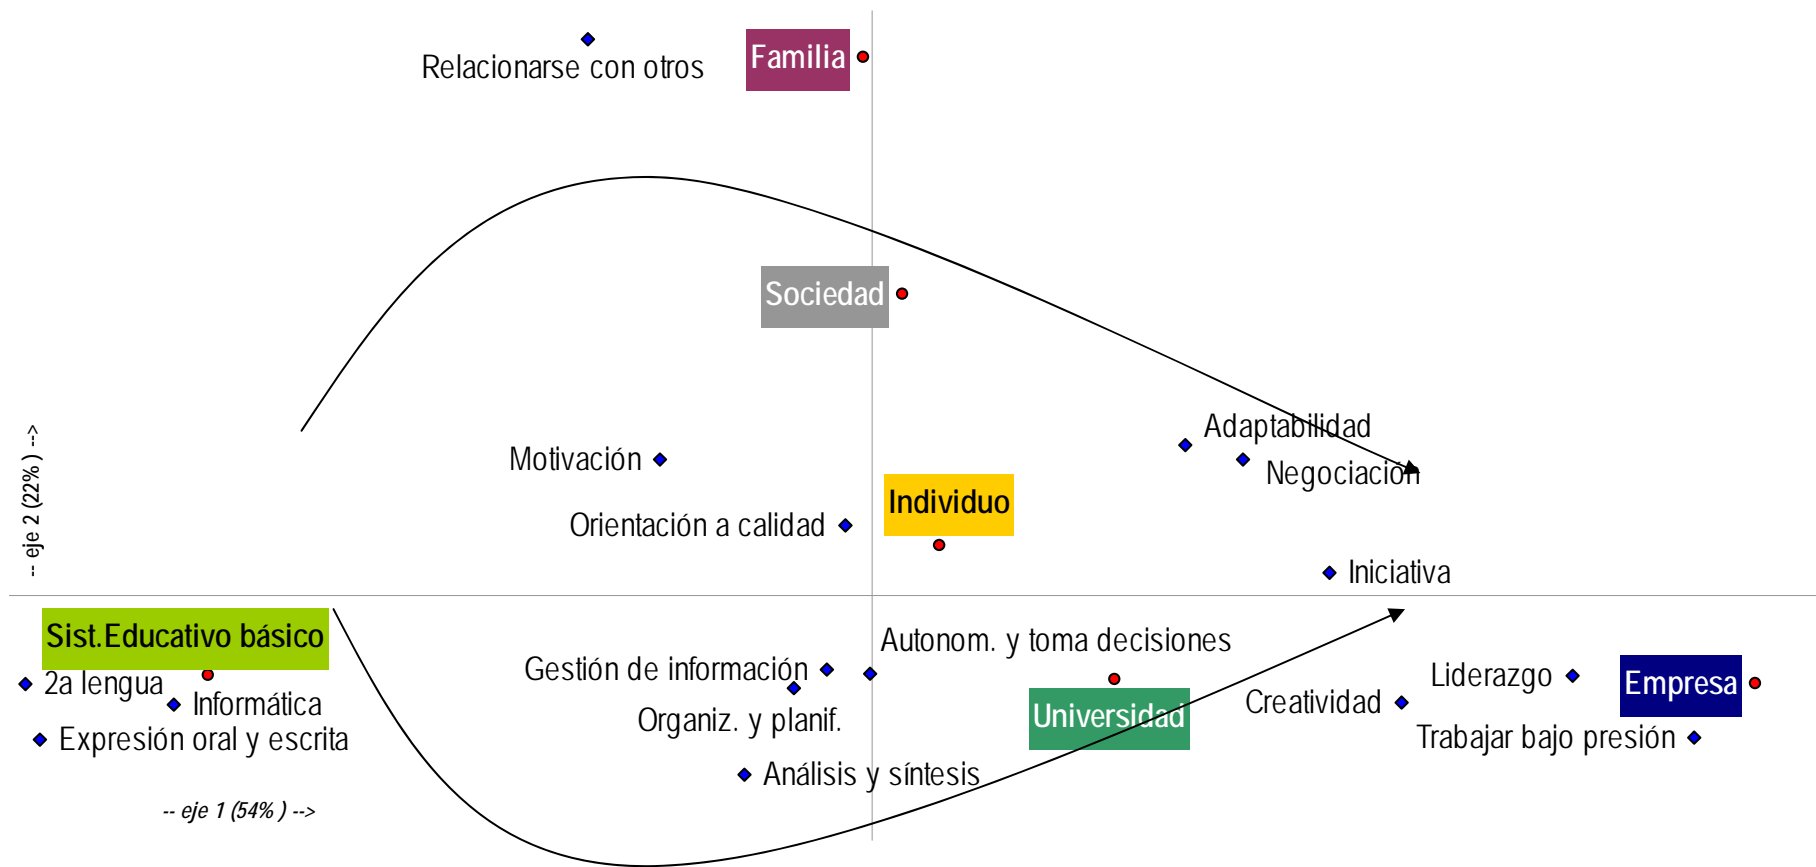 Relacionarse con otros
Familia
Sociedad
Adaptabilidad
Motivación
Negociación
Individuo
Orientación a calidad
-- eje 2 (22% ) -->
Iniciativa
Sist.Educativo básico
Autonom. y toma decisiones
Gestión de información
2a lengua
Liderazgo
Empresa
Informática
Creatividad
Organiz. y planif.
Universidad
Expresión oral y escrita
Trabajar bajo presión
Análisis y síntesis
-- eje 1 (54% ) -->